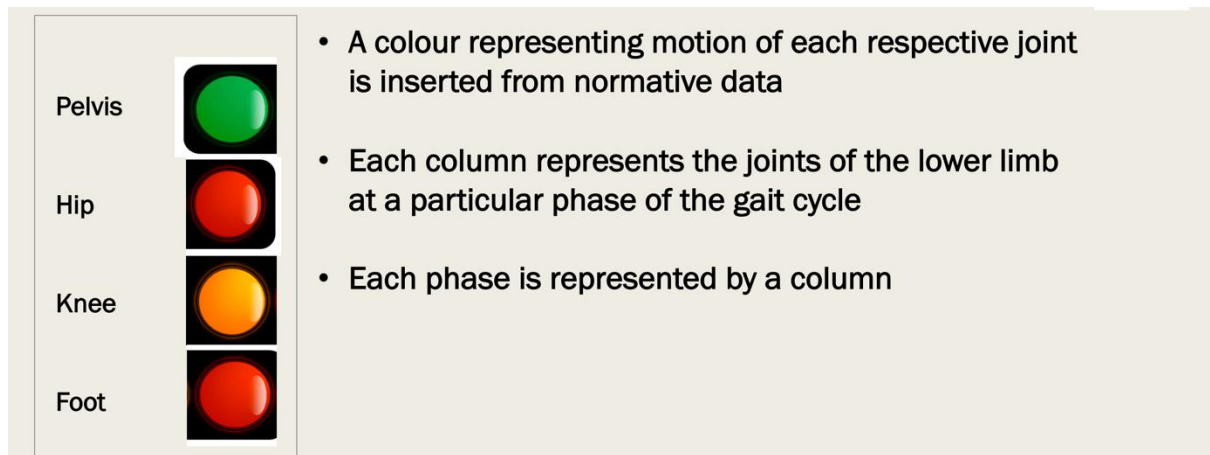 Pelvis
Hip
Knee
Foot
• A colour representing motion of each respective joint
is inserted from normative data
• Each column represents the joints of the lower limb
at a particular phase of the gait cycle
• Each phase is represented by a column